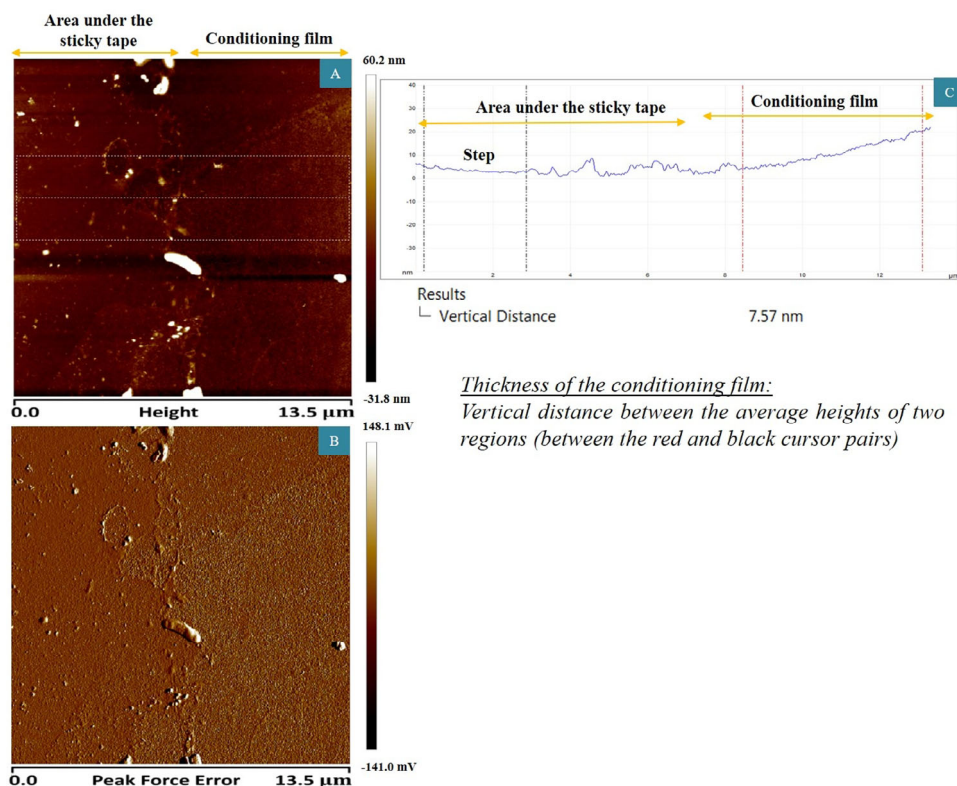 Area under the
sticky tape
Conditioning film
A
60.2 nm
-31.8 nm
0.0 Height 13.5 µm
148.1 mV
B
-141.0 mV
0.0 Peak Force Error 13.5 µm
C
40
30
20
10
0
-10
-20
-30
nm
2 4 6 8 10 12 µm
Area under the sticky tape
Conditioning film
Step
Results
Vertical Distance 7.57 nm
Thickness of the conditioning film:
Vertical distance between the average heights of two
regions (between the red and black cursor pairs)